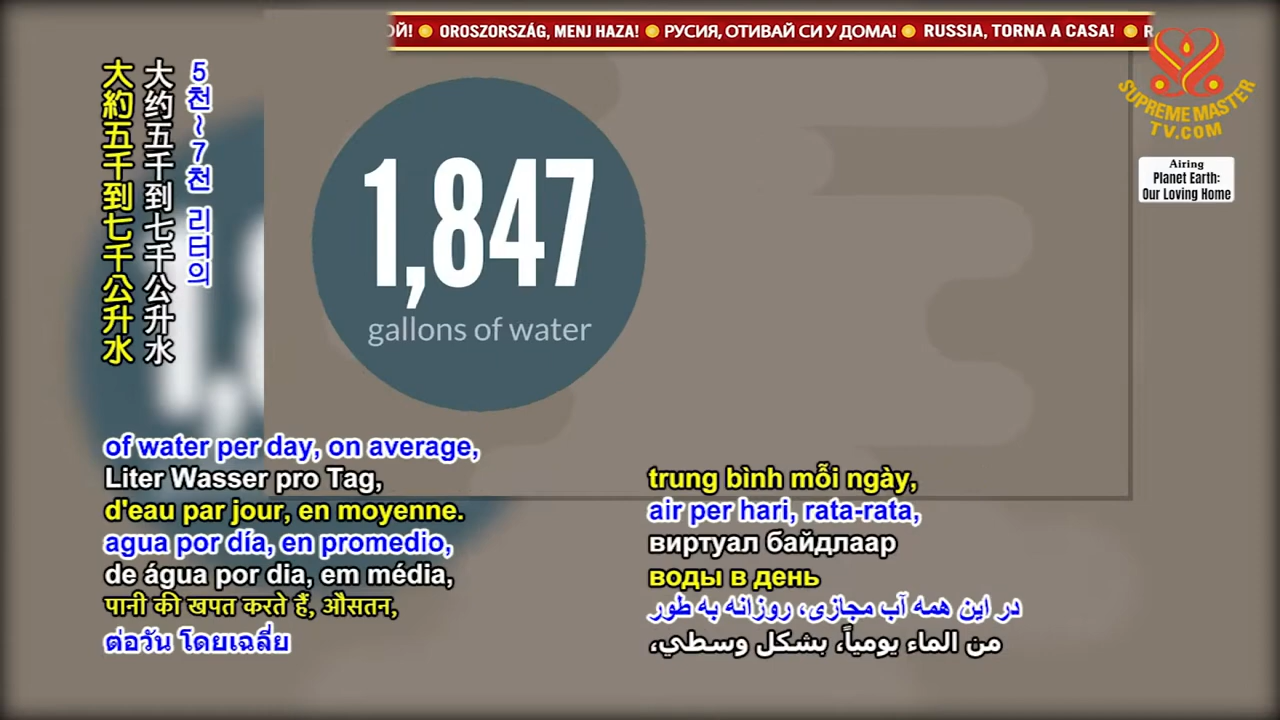 ОЙ! OROSZORSZÁG, MENJ HAZA! РУСИЯ, ОТИВАЙ СИ У ДОМА! RUSSIA, TORNA A CASA! R
SUPREME MASTER
TV.COM
Airing
Planet Earth:
Our Loving Home
大約五千到七千公升水
大约五千到七千公升水
5천~7천 리터의
1,847
gallons of water
of water per day, on average,
Liter Wasser pro Tag,
d'eau par jour, en moyenne.
agua por día, en promedio,
de água por dia, em média,
पानी की खपत करते हैं, औसतन,
ต่อวัน โดยเฉลี่ย
trung bình mỗi ngày,
air per hari, rata-rata,
виртуал байдлаар
воды в день
در این همه آب مجازی، روزانه به طور
من الماء يومياً، بشكل وسطي،